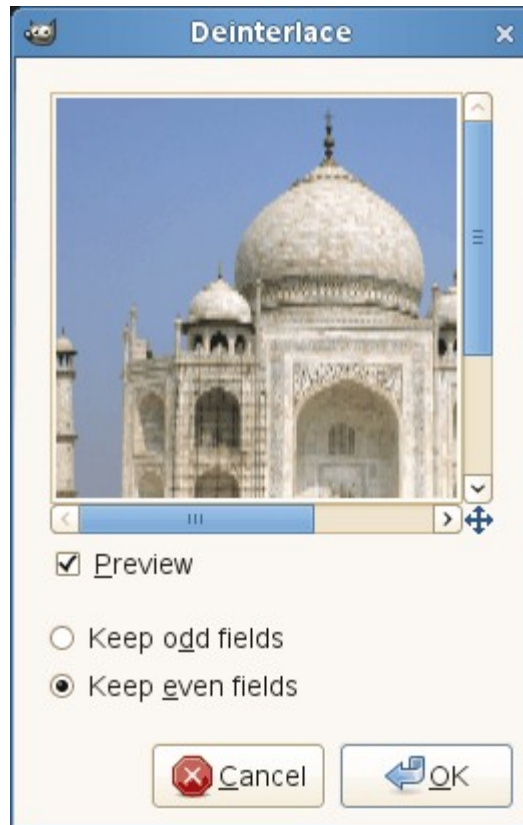 Deinterlace
Preview
Keep odd fields
Keep even fields
Cancel
OK